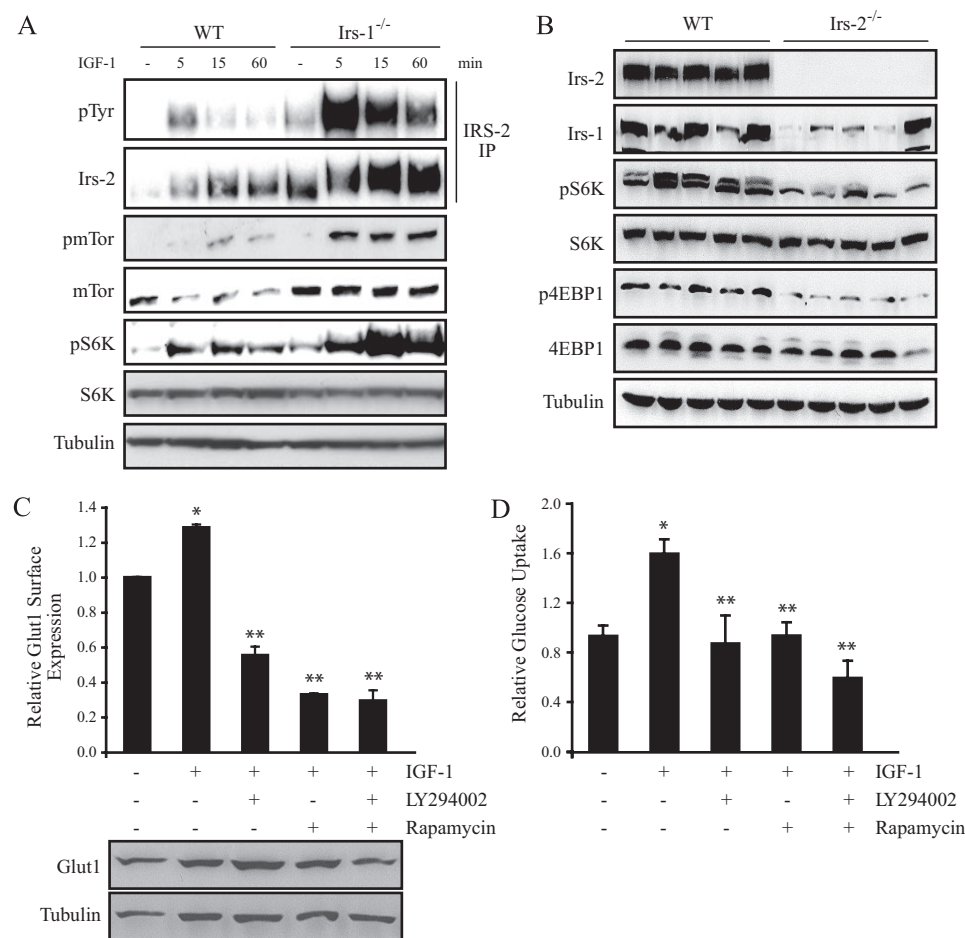 A
WT Irs-1-/-
IGF-1 - 5 15 60 - 5 15 60 min
pTyr
Irs-2
IRS-2
IP
pmTor
mTor
pS6K
S6K
Tubulin
B
WT Irs-2-/-
Irs-2
Irs-1
pS6K
S6K
p4EBP1
4EBP1
Tubulin
C
Relative Glut1 Surface
Expression
1.4
1.2
1.0
0.8
0.6
0.4
0.2
0.0
* ** ** **
- + + + + IGF-1
- - + - + LY294002
- - - + + Rapamycin
Glut1
Tubulin
D
Relative Glucose Uptake
2.0
1.6
1.2
0.8
0.4
0.0
* ** ** **
- + + + + IGF-1
- - + - + LY294002
- - - + + Rapamycin